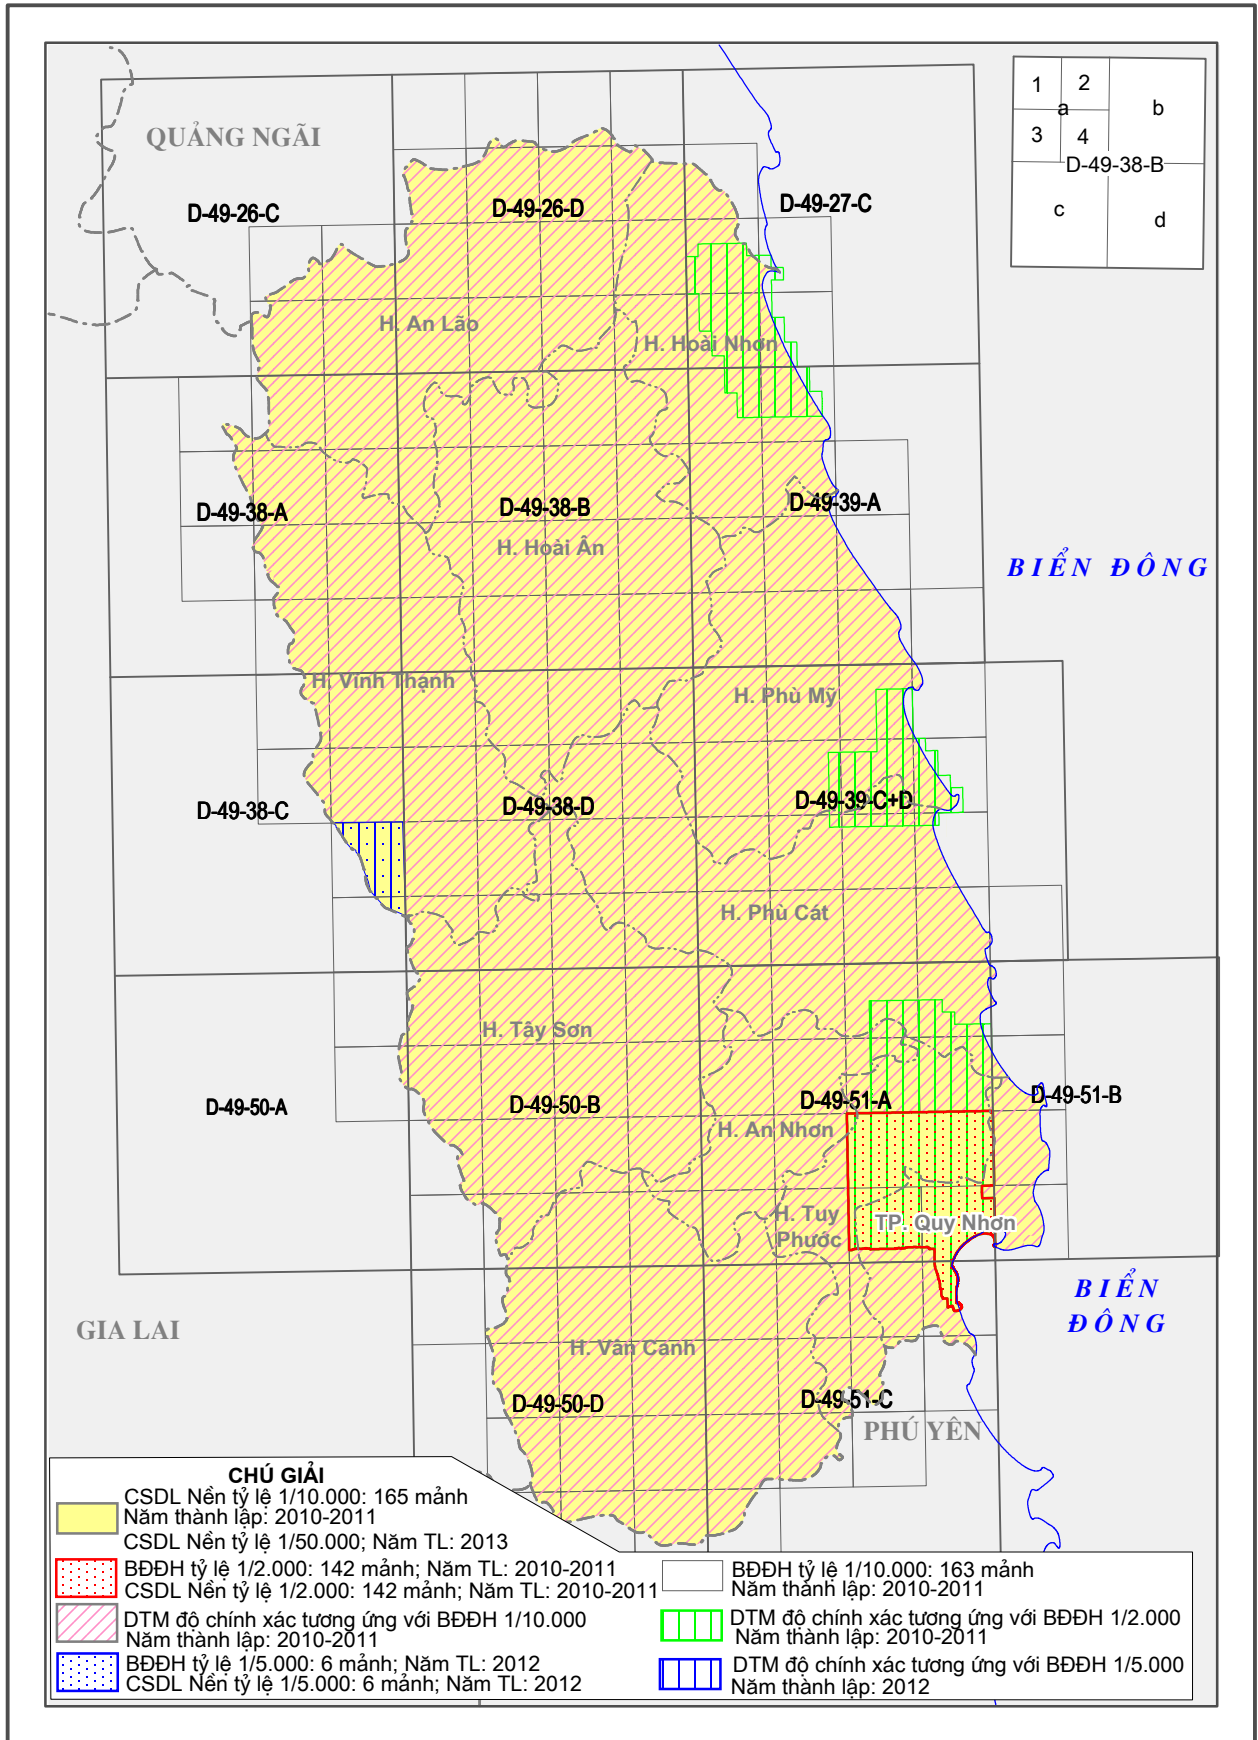 1
2
a
b
3
4
D-49-38-B
c
d
QUẢNG NGÃI
D-49-26-C
D-49-26-D
D-49-27-C
H. An Lão
H. Hoài Nhơn
D-49-38-A
D-49-38-B
D-49-39-A
H. Hoài Ân
BIỂN ĐÔNG
H. Vĩnh Thạnh
H. Phù Mỹ
D-49-38-C
D-49-38-D
D-49-39-C+D
H. Phù Cát
H. Tây Sơn
D-49-50-A
D-49-50-B
D-49-51-A
D-49-51-B
H. An Nhơn
H. Tuy
Phước
TP. Quy Nhơn
BIỂN
ĐÔNG
GIA LAI
H. Vân Canh
D-49-50-D
D-49-51-C
PHÚ YÊN
CHÚ GIẢI
CSDL Nền tỷ lệ 1/10.000: 165 mảnh
Năm thành lập: 2010-2011
CSDL Nền tỷ lệ 1/50.000; Năm TL: 2013
BĐĐH tỷ lệ 1/2.000: 142 mảnh; Năm TL: 2010-2011
CSDL Nền tỷ lệ 1/2.000: 142 mảnh; Năm TL: 2010-2011
DTM độ chính xác tương ứng với BĐĐH 1/10.000
Năm thành lập: 2010-2011
BĐĐH tỷ lệ 1/5.000: 6 mảnh; Năm TL: 2012
CSDL Nền tỷ lệ 1/5.000: 6 mảnh; Năm TL: 2012
BĐĐH tỷ lệ 1/10.000: 163 mảnh
Năm thành lập: 2010-2011
DTM độ chính xác tương ứng với BĐĐH 1/2.000
Năm thành lập: 2010-2011
DTM độ chính xác tương ứng với BĐĐH 1/5.000
Năm thành lập: 2012